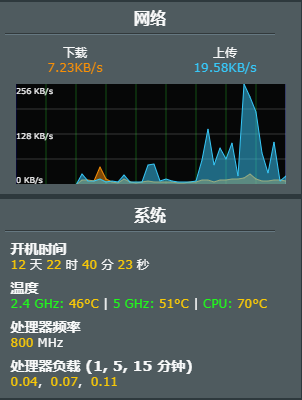 网络
下载 上传
7.23KB/s 19.58KB/s
256 KB/s
128 KB/s
0 KB/s
系统
开机时间
12 天 22 时 40 分 23 秒
温度
2.4 GHz: 46°C | 5 GHz: 51°C | CPU: 70°C
处理器频率
800 MHz
处理器负载 (1, 5, 15 分钟)
0.04, 0.07, 0.11